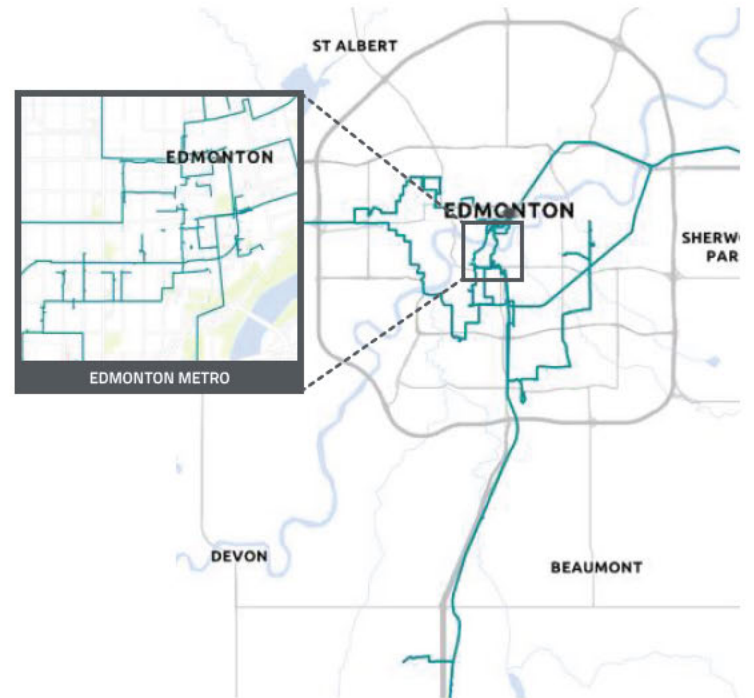 ST ALBERT
EDMONTON
EDMONTON
SHERW
PAR
EDMONTON METRO
DEVON
BEAUMONT